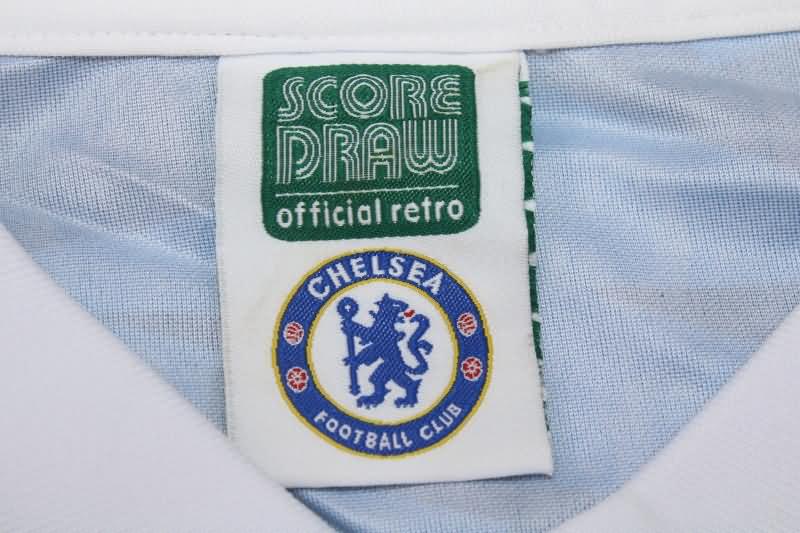 SCORE
DRAW
official retro
CHELSEA
FOOTBALL CLUB